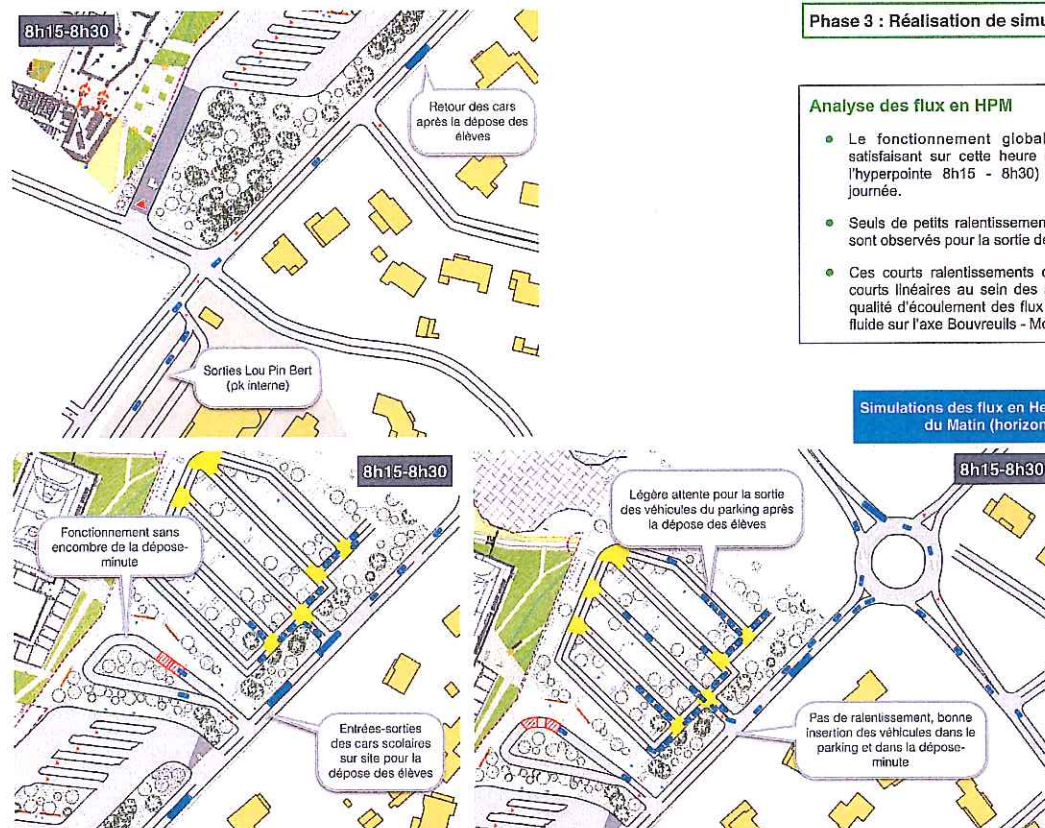 8h15-8h30
Retour des cars
après la dépose des
élèves
Sorties Lou Pin Bert
(pk interne)
Phase 3 : Réalisation de simu
Analyse des flux en HPM
Le fonctionnement global
satisfaisant sur cette heure
l'hyperpointe 8h15 - 8h30)
journée.
Seuls de petits ralentissemen
sont observés pour la sortie de
Ces courts ralentissements
courts linéaires au sein des
qualité d'écoulement des flux
fluide sur l'axe Bouvreuils - Mo
Simulations des flux en He
du Matin (horizon
8h15-8h30
Fonctionnement sans
encombre de la dépose-
minute
Entrées-sorties
des cars scolaires
sur site pour la
dépose des élèves
8h15-8h30
Légère attente pour la sortie
des véhicules du parking après
la dépose des élèves
Pas de ralentissement, bonne
insertion des véhicules dans le
parking et dans la dépose-
minute